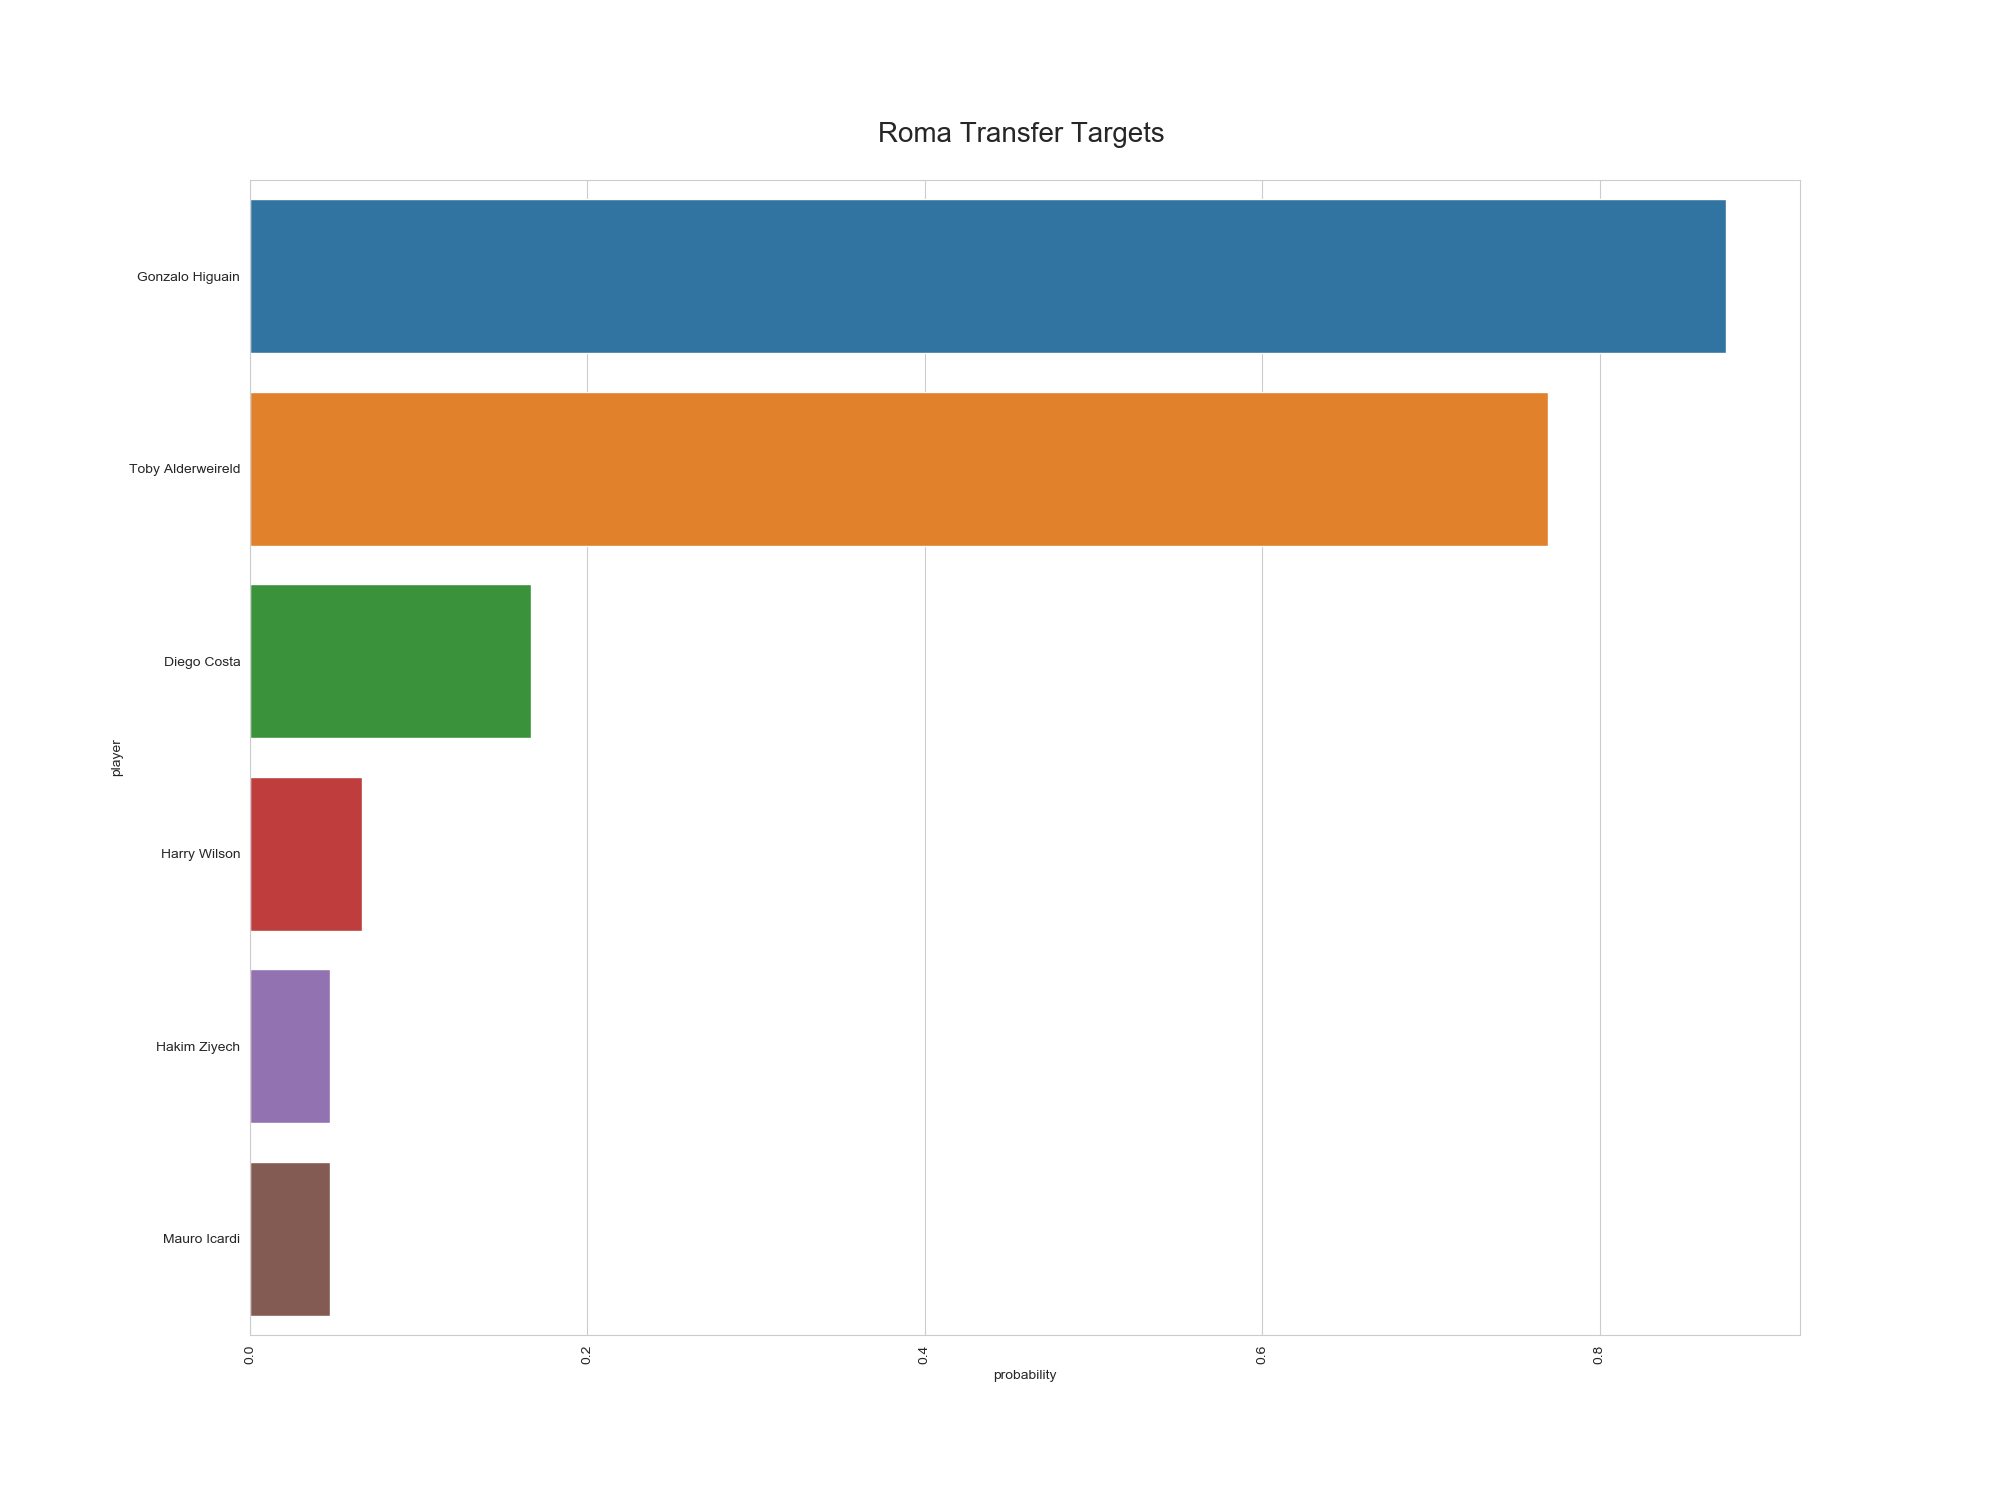 Roma Transfer Targets
Gonzalo Higuain
Toby Alderweireld
Diego Costa
Harry Wilson
Hakim Ziyech
Mauro Icardi
player
0.0
0.2
0.4
0.6
0.8
probability